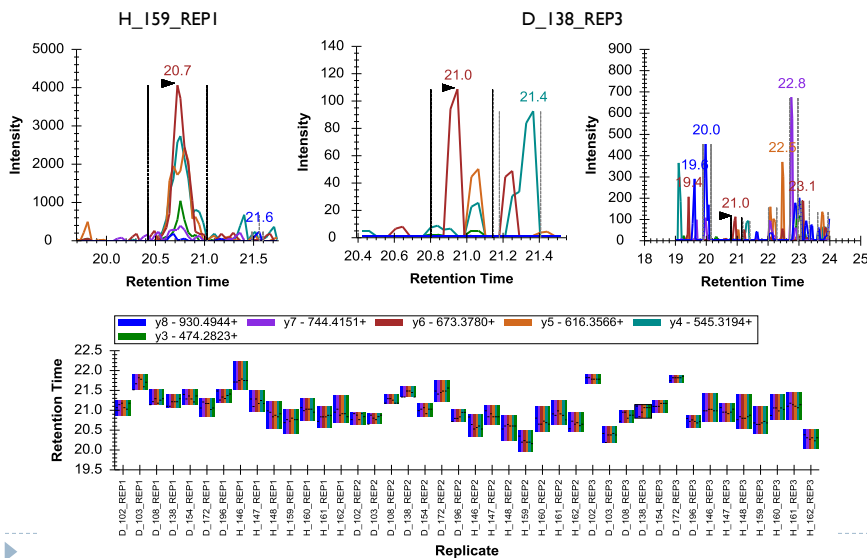 H_159_REP1
D_138_REP3
5000
4000
3000
2000
1000
0
Intensity
20.7
21.6
20.0
20.5
21.0
21.5
Retention Time
140
120
100
80
60
40
20
0
Intensity
21.0
21.4
20.4
20.6
20.8
21.0
21.2
21.4
Retention Time
900
800
700
600
500
400
300
200
100
0
Intensity
22.8
20.0
22.5
19.6
19.4
21.0
23.1
18
19
20
21
22
23
24
25
Retention Time
y8 - 930.4944+
y7 - 744.4151+
y6 - 673.3780+
y5 - 616.3566+
y4 - 545.3194+
y3 - 474.2823+
22.5
22.0
21.5
21.0
20.5
20.0
19.5
Retention Time
D_102_REP1
D_103_REP1
D_108_REP1
D_138_REP1
D_154_REP1
D_172_REP1
D_196_REP1
H_146_REP1
H_147_REP1
H_148_REP1
H_159_REP1
H_160_REP1
H_161_REP1
H_162_REP1
D_102_REP2
D_103_REP2
D_108_REP2
D_138_REP2
D_154_REP2
D_172_REP2
D_196_REP2
H_146_REP2
H_147_REP2
H_148_REP2
H_159_REP2
H_160_REP2
H_161_REP2
H_162_REP2
D_102_REP3
D_103_REP3
D_108_REP3
D_138_REP3
D_154_REP3
D_172_REP3
D_196_REP3
H_146_REP3
H_147_REP3
H_148_REP3
H_159_REP3
H_160_REP3
H_161_REP3
H_162_REP3
Replicate